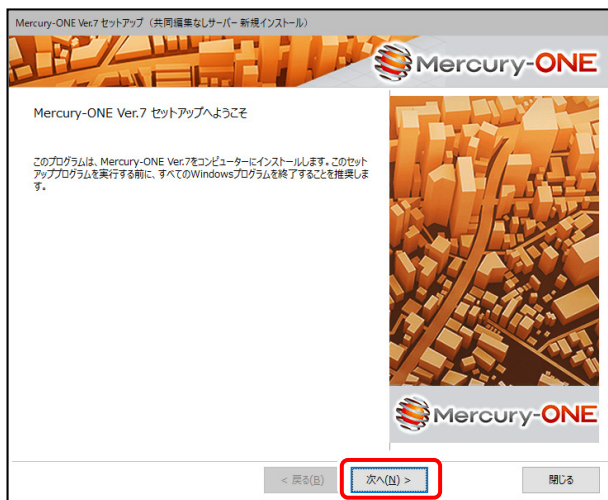 Mercury-ONE Ver.7 セットアップ（共同編集なしサーバー 新規インストール）
Mercury-ONE
Mercury-ONE Ver.7 セットアップへようこそ
このプログラムは、Mercury-ONE Ver.7をコンピューターにインストールします。このセット
アッププログラムを実行する前に、すべてのWindowsプログラムを終了することを推奨しま
す。
Mercury-ONE
< 戻る(B)
次へ(N) >
閉じる